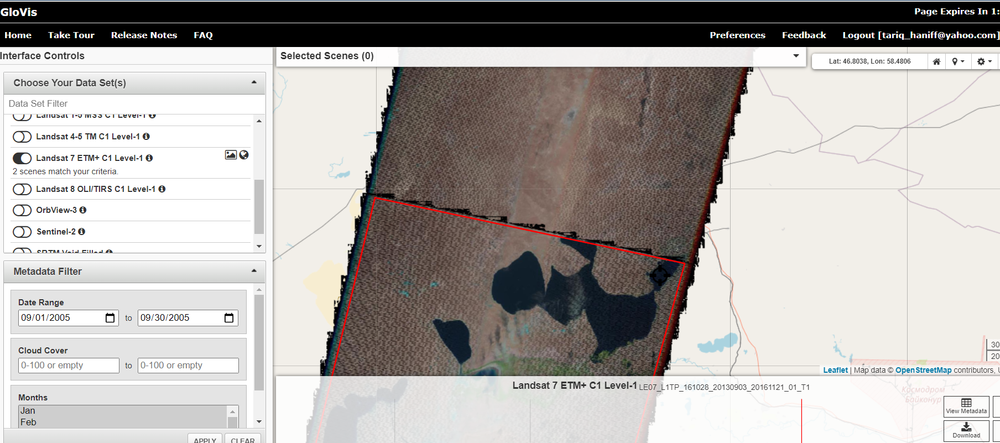 GloVis
Page Expires In 1:
Home Take Tour Release Notes FAQ
Preferences Feedback Logout [tariq_haniff@yahoo.com]
Interface Controls
Selected Scenes (0)
Lat: 46.8038, Lon: 58.4806
Choose Your Data Set(s)
Data Set Filter
Landsat 1-5 MSS C1 Level-1
Landsat 4-5 TM C1 Level-1
Landsat 7 ETM+ C1 Level-1
2 scenes match your criteria.
Landsat 8 OLI/TIRS C1 Level-1
OrbView-3
Sentinel-2
SRTM Void Filled
Metadata Filter
Date Range
09/01/2005 to 09/30/2005
Cloud Cover
0-100 or empty to 0-100 or empty
Months
Jan
Feb
APPLY CLEAR
30
20
Leaflet | Map data © OpenStreetMap contributors, U
Landsat 7 ETM+ C1 Level-1 LE07_L1TP_161028_20130903_20161121_01_T1
Космодром
Байконур
View Metadata
Download